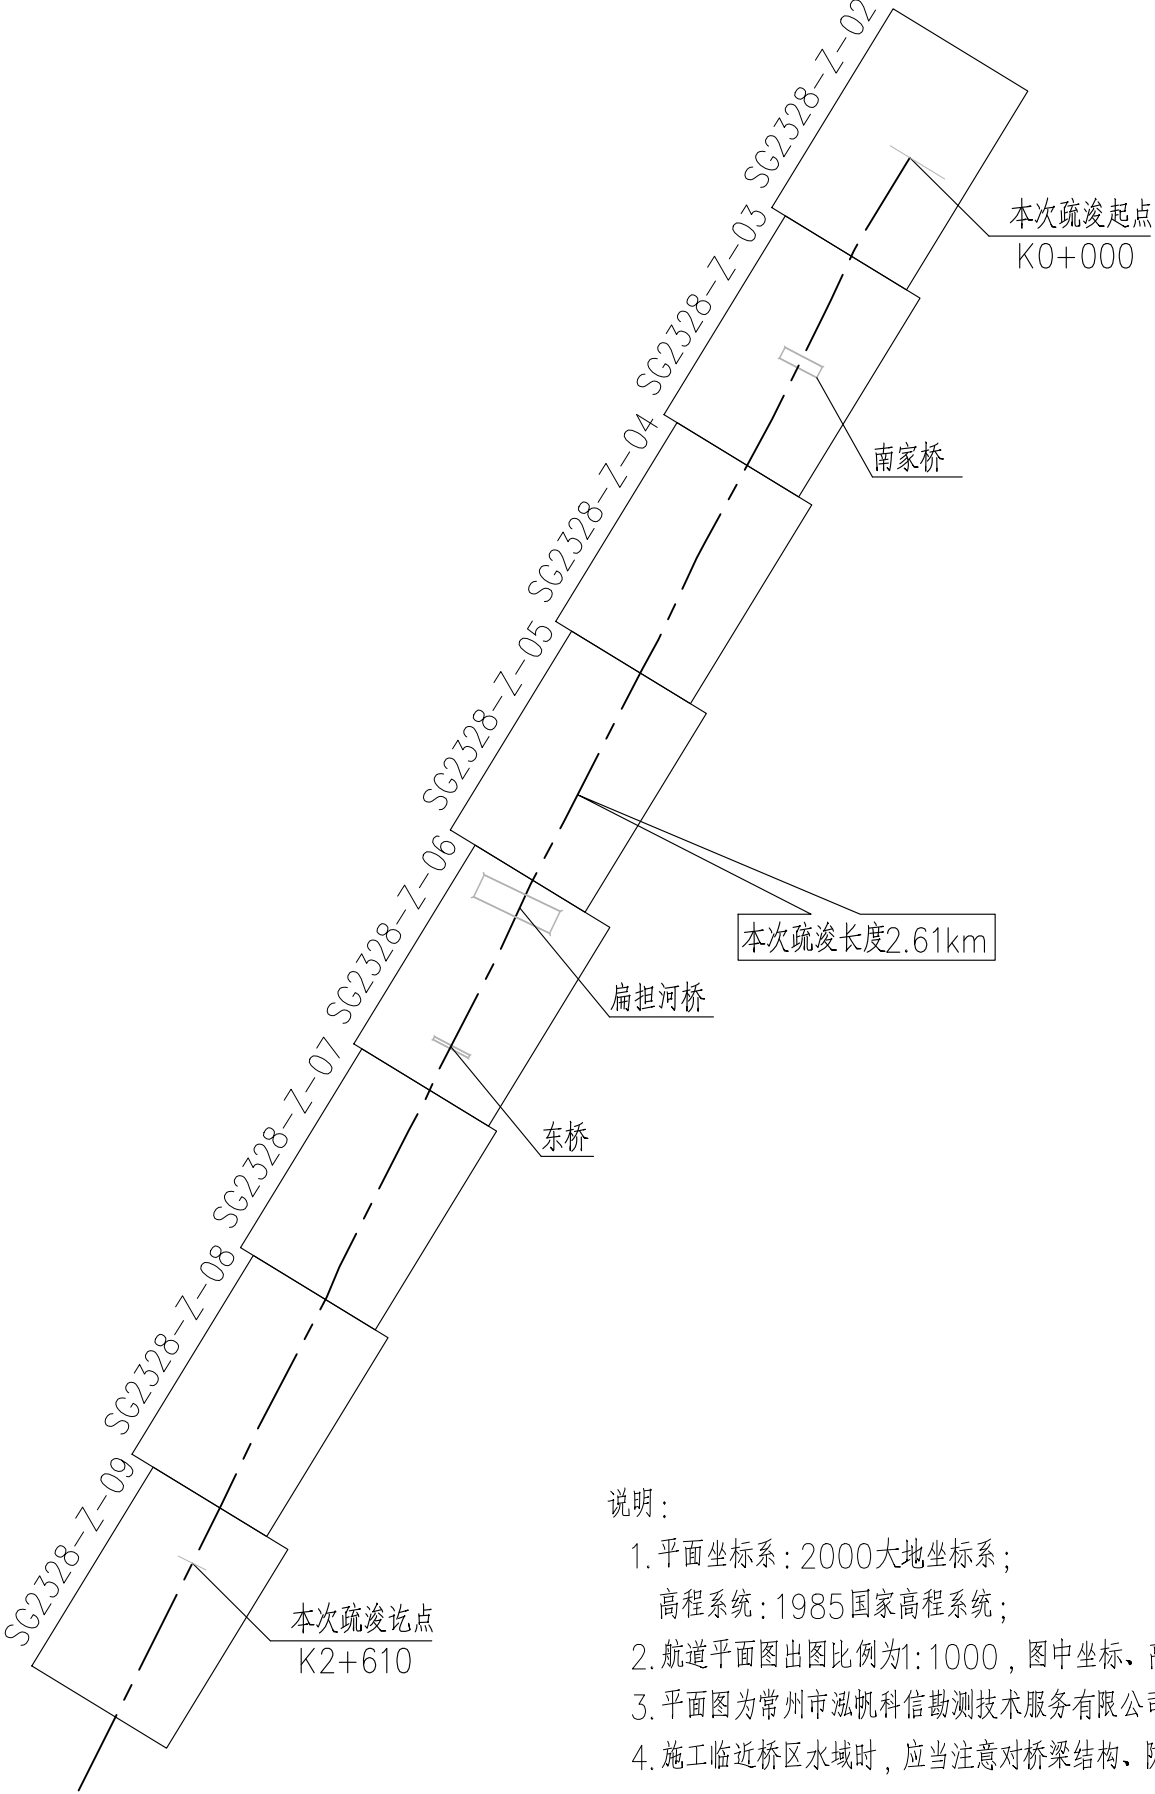 SG2328-Z-02
本次疏浚起点
K0+000
SG2328-Z-03
南家桥
SG2328-Z-04
SG2328-Z-05
本次疏浚长度2.61km
SG2328-Z-06
扁担河桥
SG2328-Z-07
东桥
SG2328-Z-08
SG2328-Z-09
本次疏浚讫点
K2+610
说明：
1.平面坐标系：2000大地坐标系；
高程系统：1985国家高程系统；
2.航道平面图出图比例为1:1000，图中坐标、
3.平面图为常州市泓帆科信勘测技术服务有限公
4.施工临近桥区水域时，应当注意对桥梁结构、